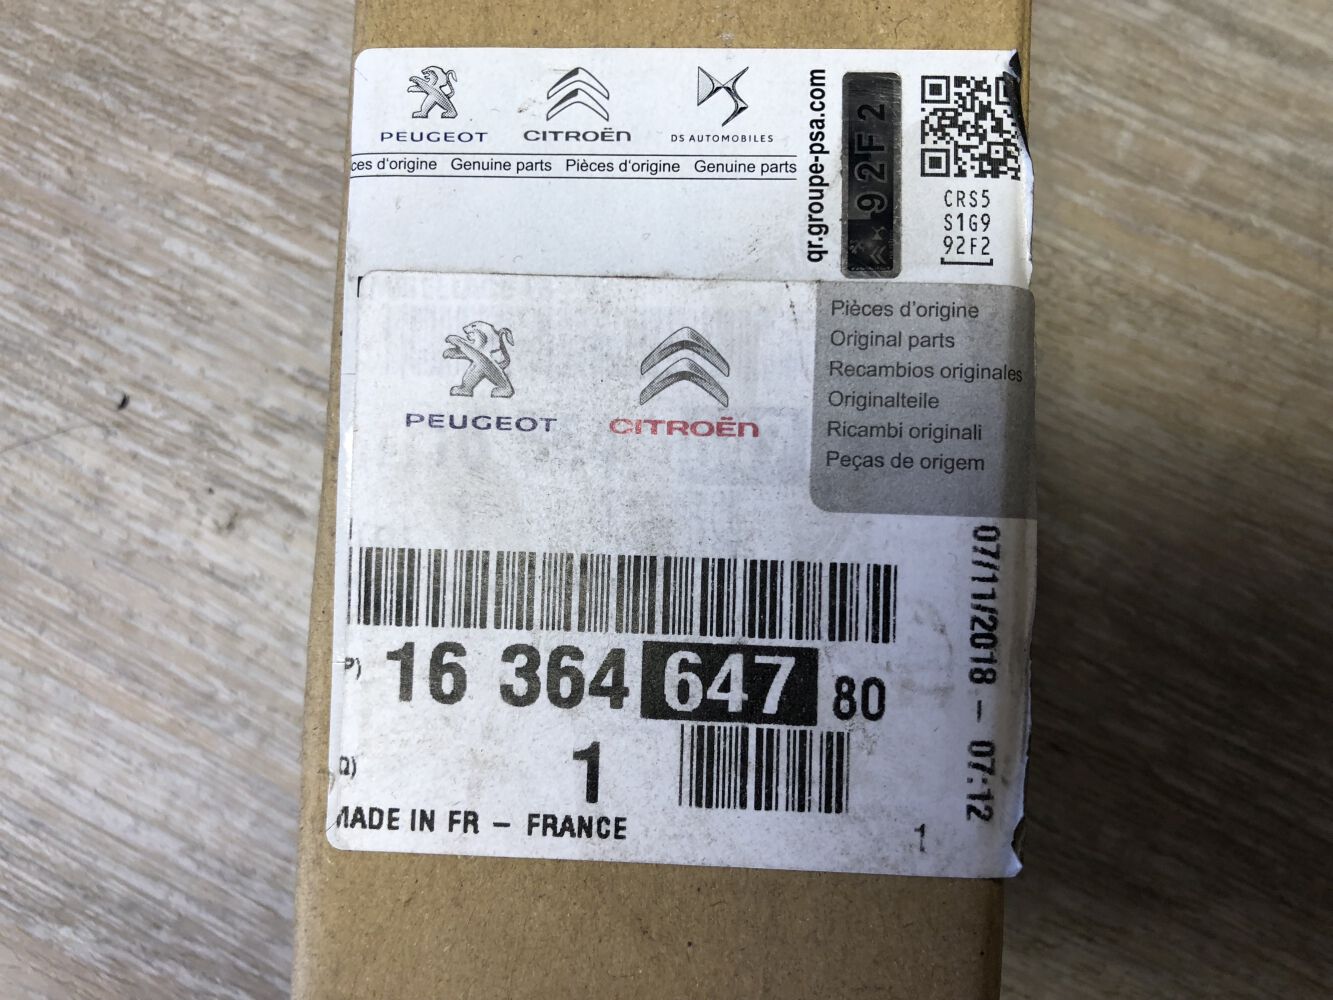 PEUGEOT CITROËN DS AUTOMOBILES
ces d'origine Genuine parts Pièces d'origine Genuine parts
qr.groupe-psa.com
92F2
CRS5
S1G9
92F2
PEUGEOT CITROËN
Pièces d'origine
Original parts
Recambios originales
Originalteile
Ricambi originali
Peças de origem
07/11/2018 - 07:12
P) 16 364 647 80
Q) 1
MADE IN FR - FRANCE
1